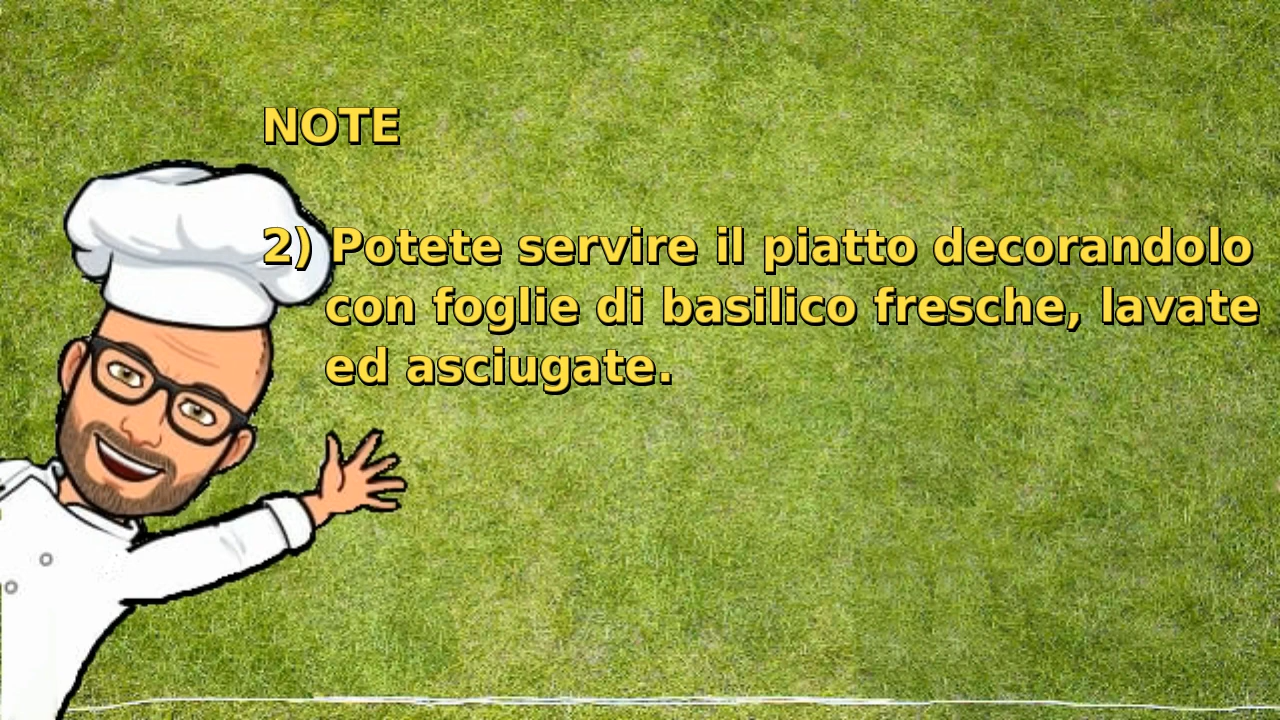 NOTE
2) Potete servire il piatto decorandolo
con foglie di basilico fresche, lavate
ed asciugate.